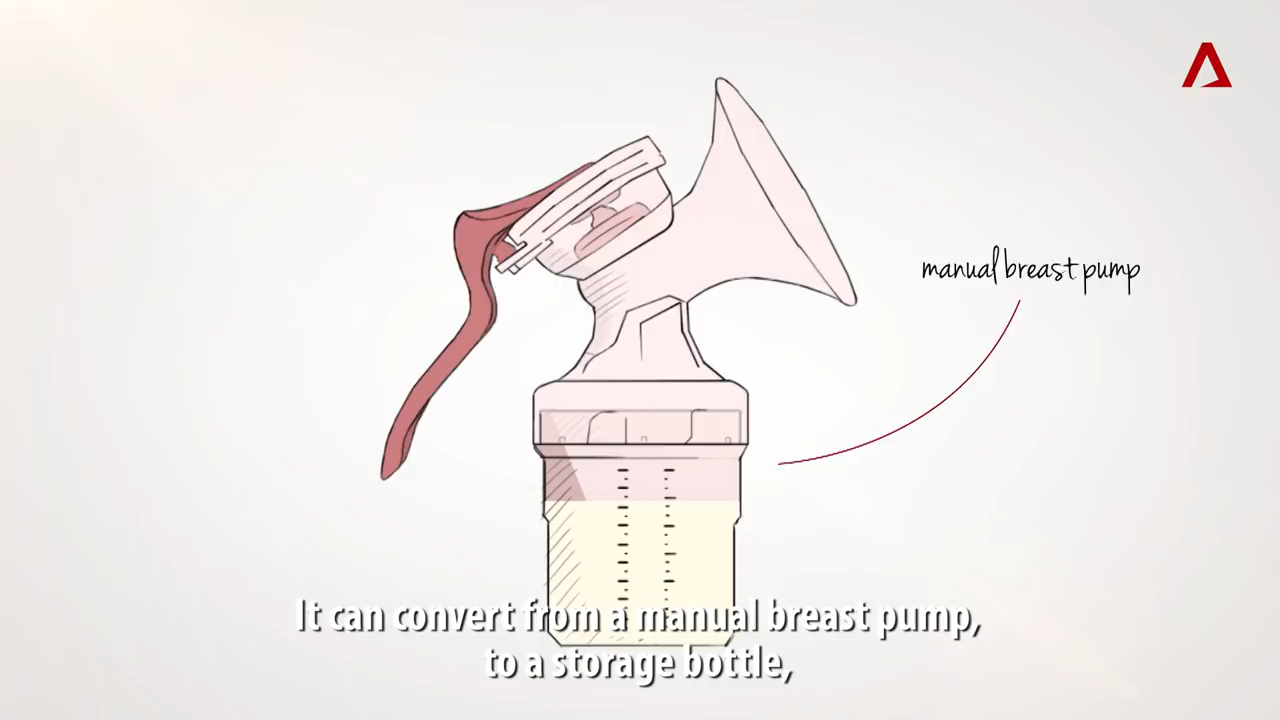 manual breast pump
It can convert from a manual breast pump,
to a storage bottle,